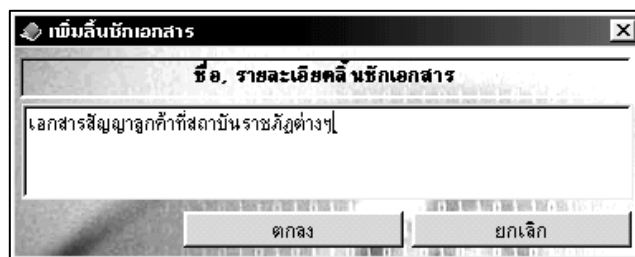 เพิ่มลิ้นชักเอกสาร
ชื่อ, รายละเอียดลิ้นชักเอกสาร
เอกสารสัญญาลูกค้าที่สถาบันราชภัฏต่างๆ
ตกลง ยกเลิก